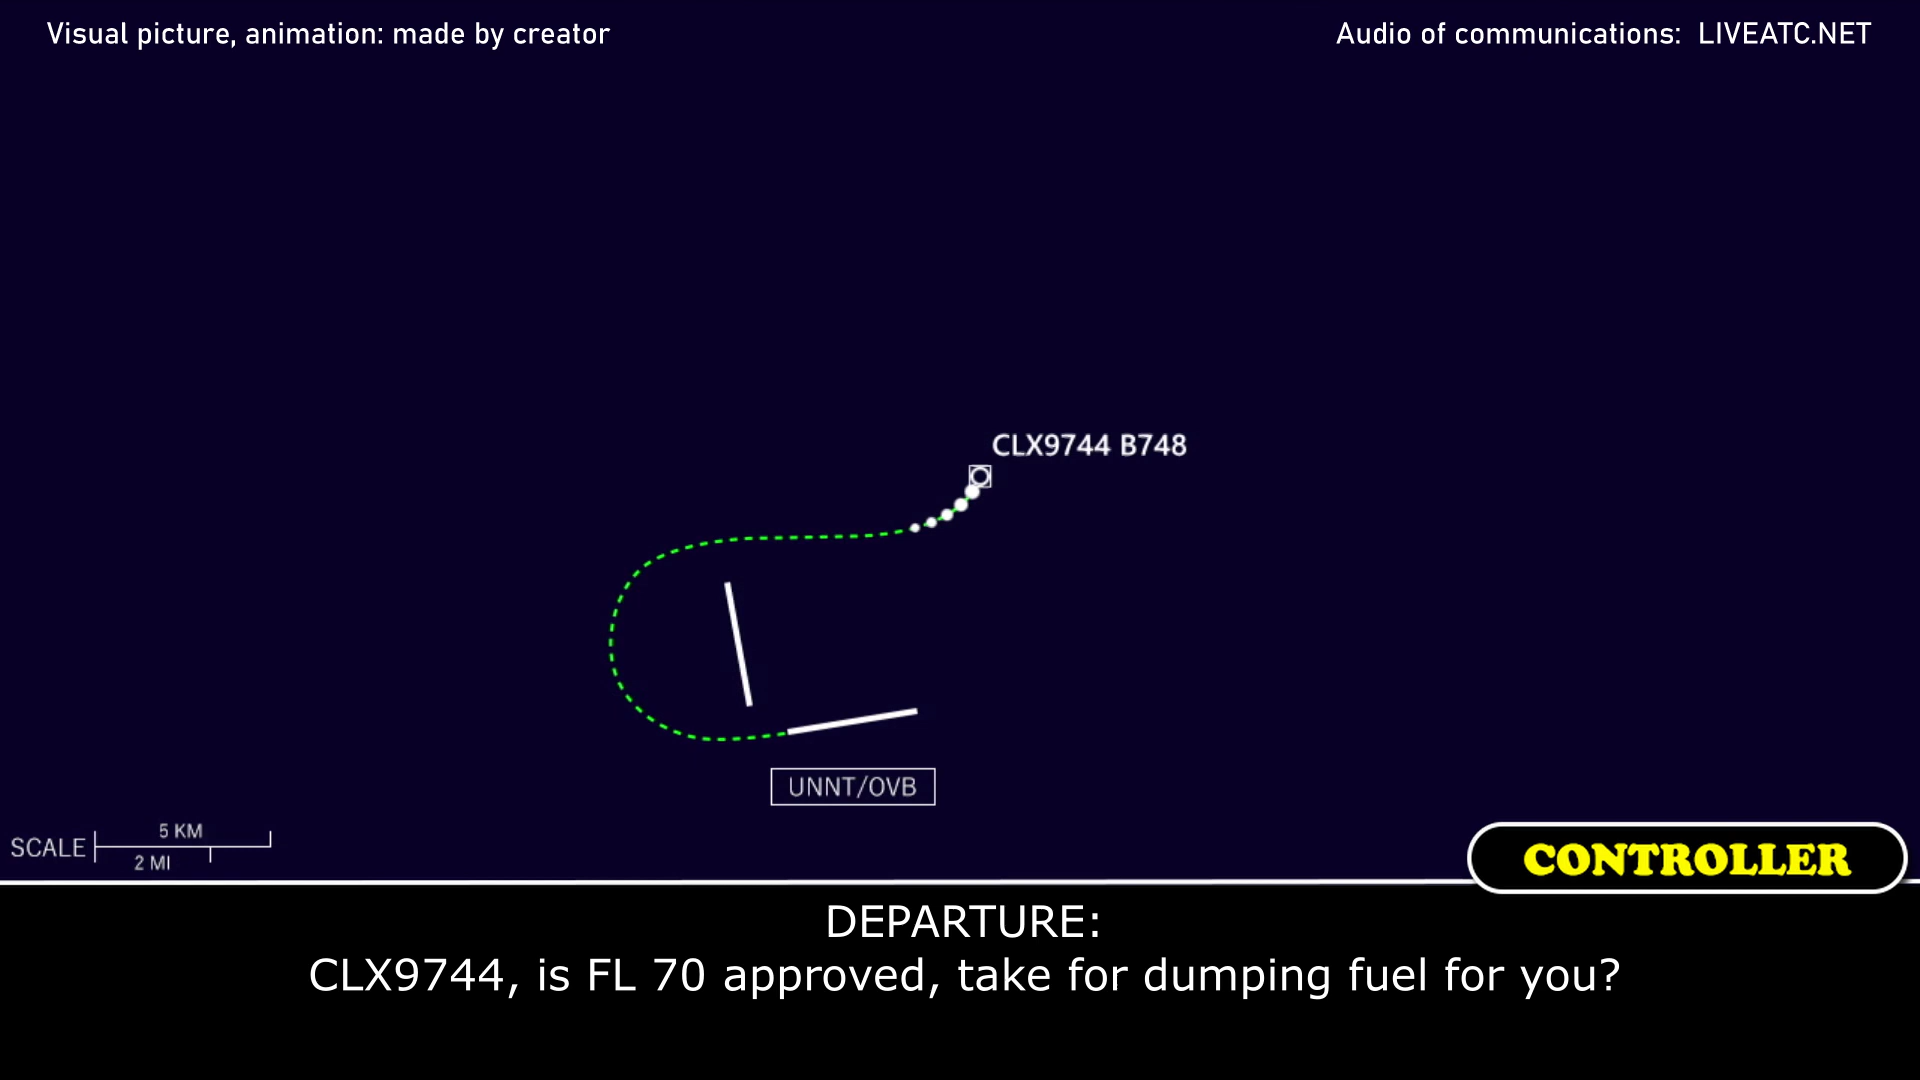 Visual picture, animation: made by creator
Audio of communications: LIVEATC.NET
CLX9744 B748
UNNT/OVB
5 KM
SCALE
2 MI
CONTROLLER
DEPARTURE:
CLX9744, is FL 70 approved, take for dumping fuel for you?